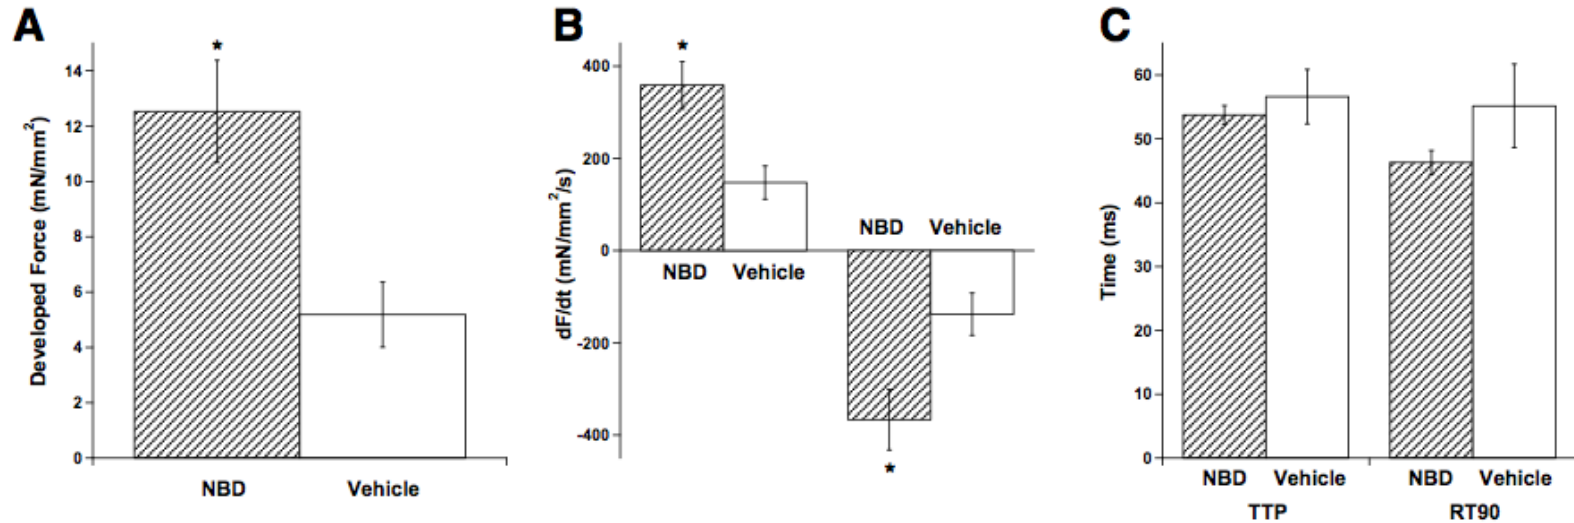 A
Developed Force (mN/mm²)
14
12
10
8
6
4
2
0
*
NBD Vehicle
B
dF/dt (mN/mm²/s)
400
200
0
-200
-400
*
NBD Vehicle
NBD Vehicle
*
C
Time (ms)
60
50
40
30
20
10
0
NBD Vehicle NBD Vehicle
TTP RT90